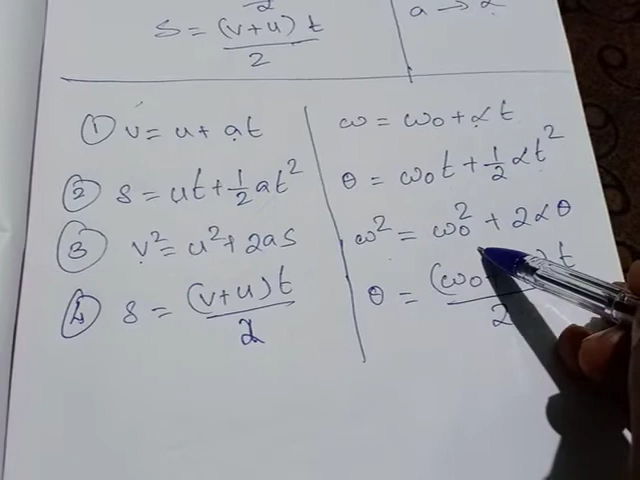 2
S = (v+u) t / 2
a → α
① v = u + at
ω = ω₀ + αt
② s = ut + 1/2 at²
θ = ω₀t + 1/2 αt²
③ v² = u² + 2as
ω² = ω₀² + 2αθ
④ s = (v+u)t / 2
θ = (ω₀ )t / 2